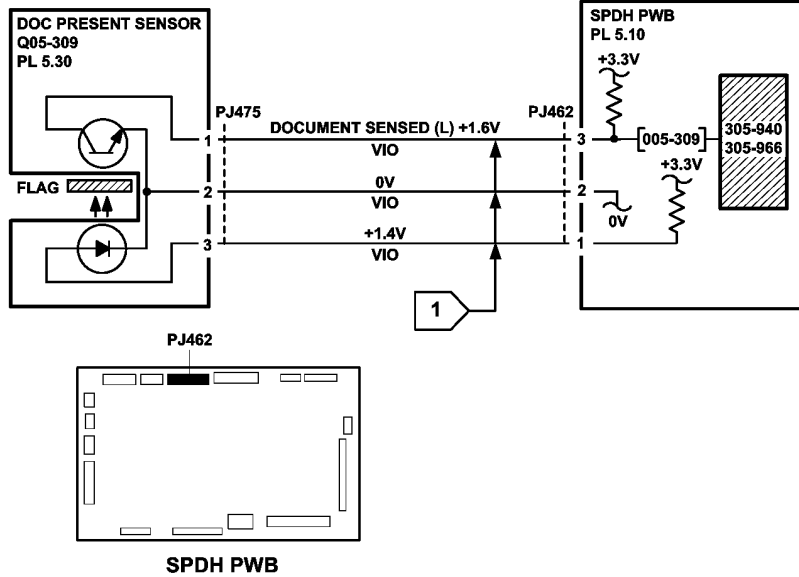 DOC PRESENT SENSOR
Q05-309
PL 5.30
SPDH PWB
PL 5.10
+3.3V
PJ475
PJ462
1
DOCUMENT SENSED (L) +1.6V
VIO
3
[005-309]
305-940
305-966
+3.3V
FLAG
2
0V
VIO
2
0V
3
+1.4V
VIO
1
1
PJ462
SPDH PWB